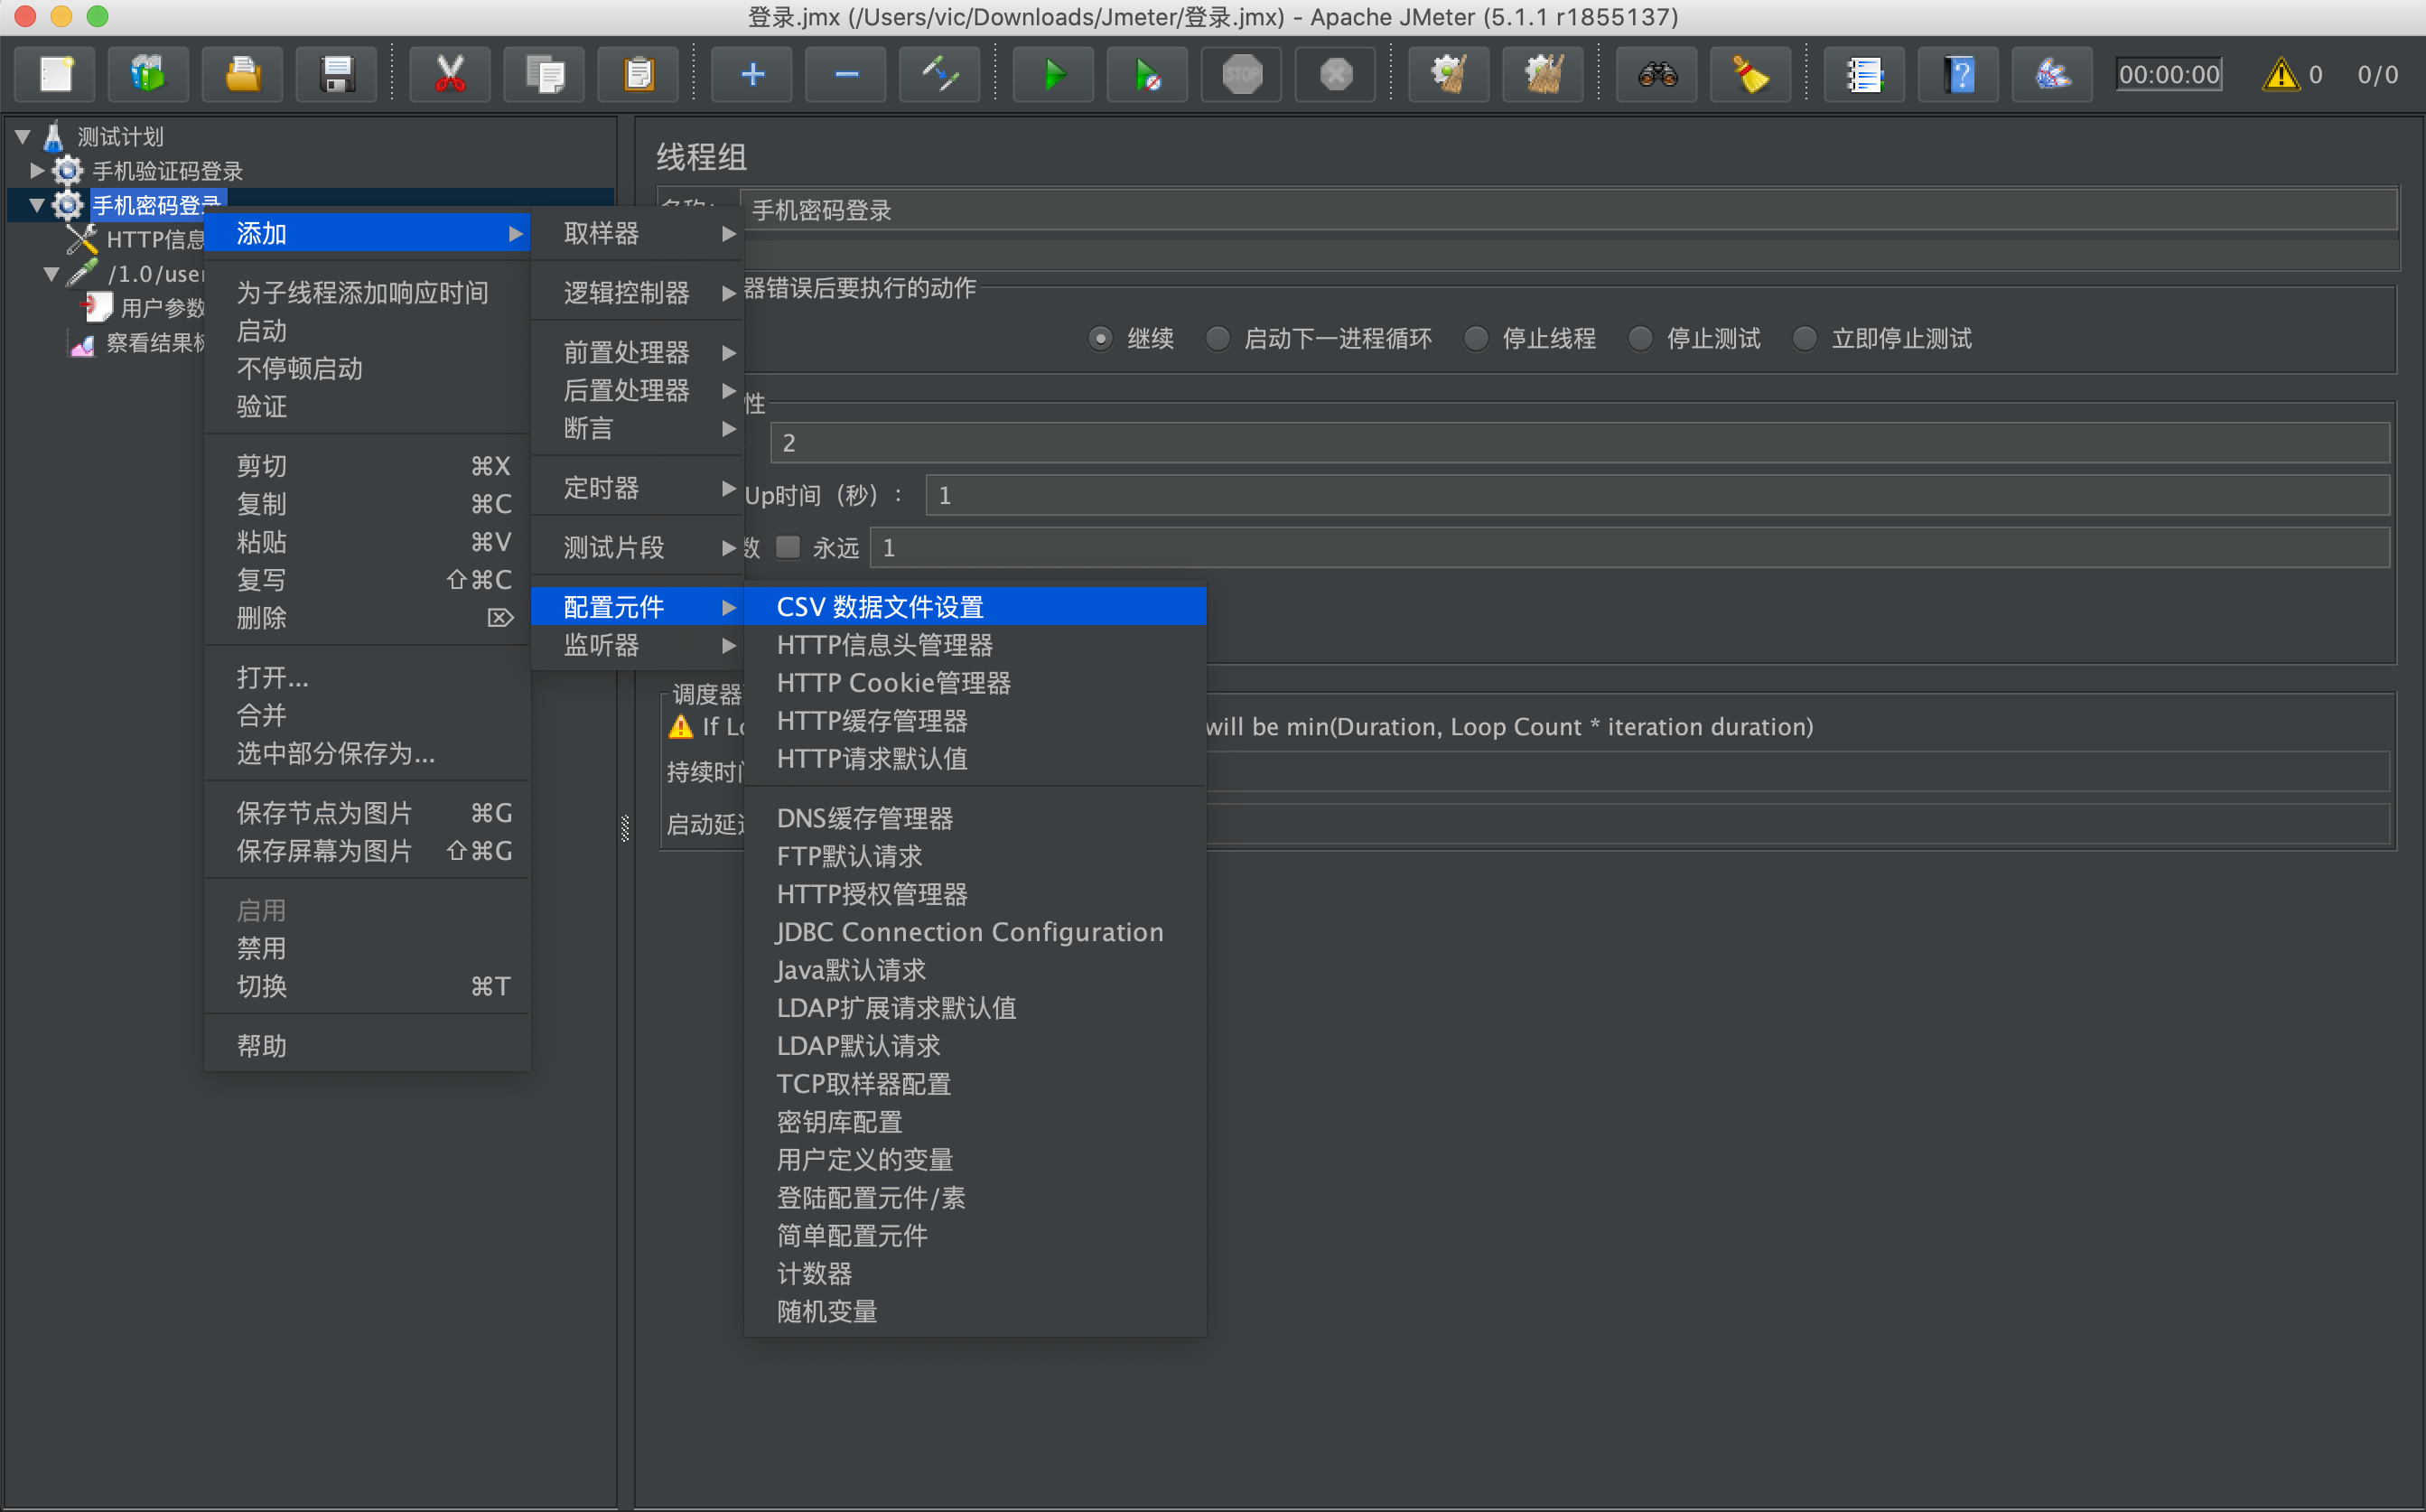 登录.jmx (/Users/vic/Downloads/Jmeter/登录.jmx) - Apache JMeter (5.1.1 r1855137)
STOP
00:00:00
0
0/0
测试计划
手机验证码登录
手机密码登录
HTTP信息
/1.0/user
用户参数
察看结果树
添加
为子线程添加响应时间
启动
不停顿启动
验证
剪切 ⌘X
复制 ⌘C
粘贴 ⌘V
复写 ⇧⌘C
删除 ⌦
打开...
合并
选中部分保存为...
保存节点为图片 ⌘G
保存屏幕为图片 ⇧⌘G
启用
禁用
切换 ⌘T
帮助
取样器
逻辑控制器
前置处理器
后置处理器
断言
定时器
测试片段
配置元件
监听器
CSV 数据文件设置
HTTP信息头管理器
HTTP Cookie管理器
HTTP缓存管理器
HTTP请求默认值
DNS缓存管理器
FTP默认请求
HTTP授权管理器
JDBC Connection Configuration
Java默认请求
LDAP扩展请求默认值
LDAP默认请求
TCP取样器配置
密钥库配置
用户定义的变量
登陆配置元件/素
简单配置元件
计数器
随机变量
线程组
名称: 手机密码登录
器错误后要执行的动作
继续 启动下一进程循环 停止线程 停止测试 立即停止测试
性
2
Up时间（秒）: 1
数 永远 1
调度器
If Lo will be min(Duration, Loop Count * iteration duration)
持续时间
启动延迟